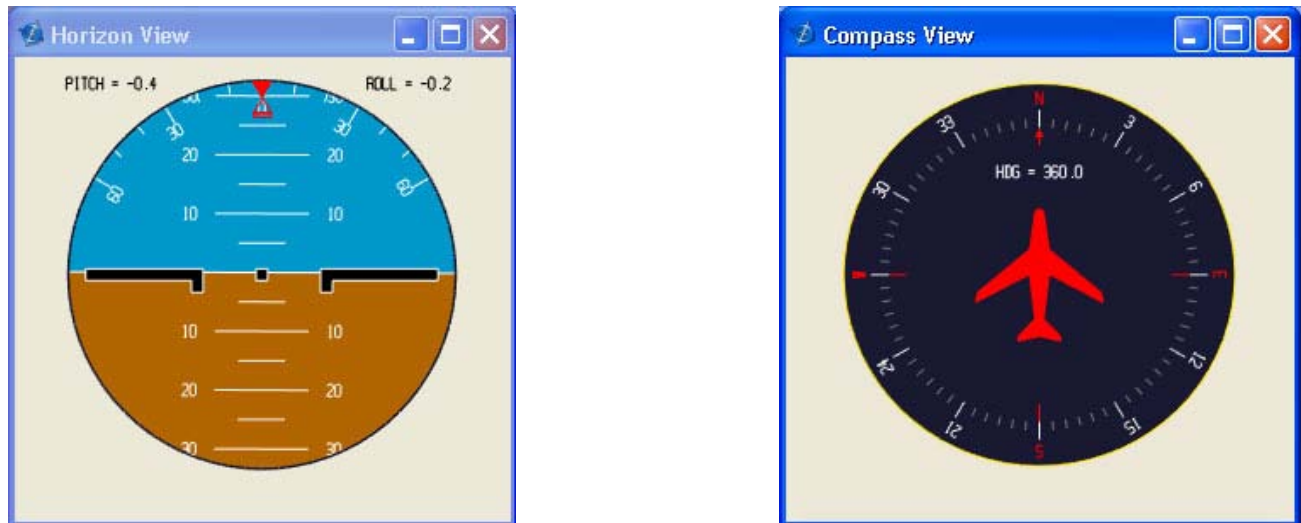 Horizon View
PITCH = -0.4
ROLL = -0.2
30 30
20 20
60 60
10 10
10 10
20 20
30 30
Compass View
N
33 3
HDG = 360.0
30 6
W E
24 12
21 15
S